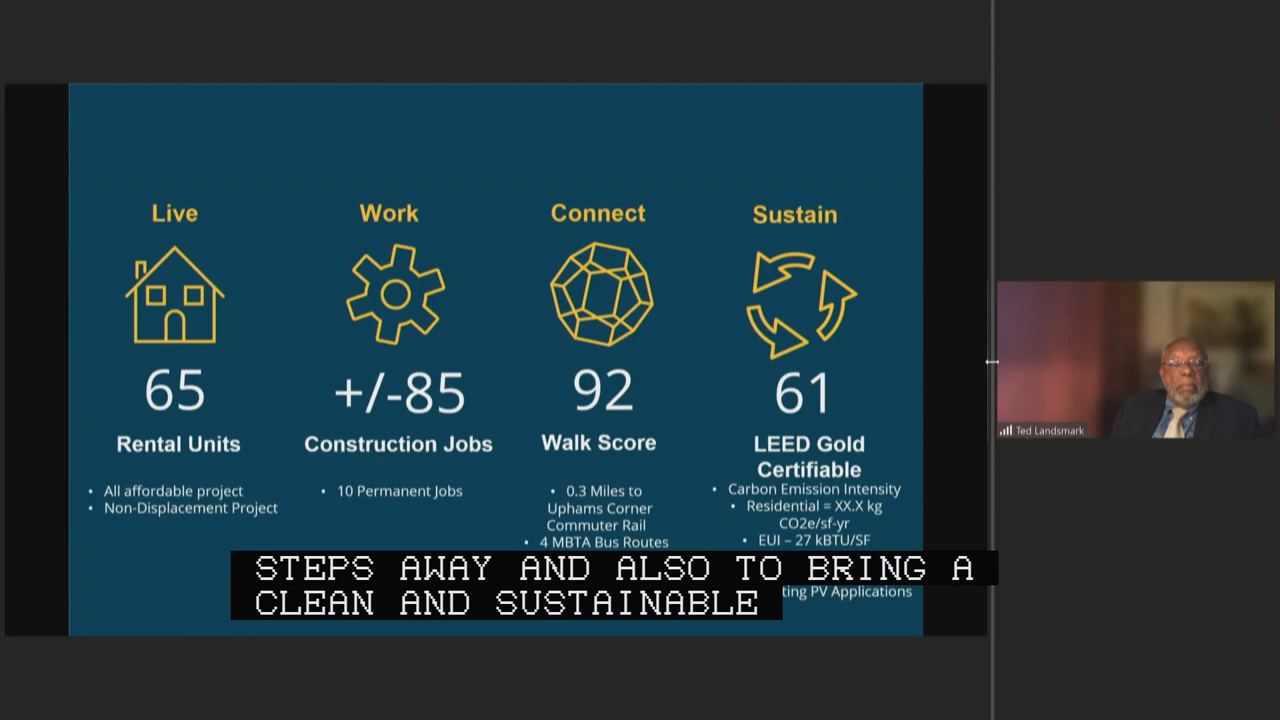 Live
65
Rental Units
• All affordable project
• Non-Displacement Project
Work
+/-85
Construction Jobs
• 10 Permanent Jobs
Connect
92
Walk Score
• 0.3 Miles to
Uphams Corner
Commuter Rail
• 4 MBTA Bus Routes
Sustain
61
LEED Gold
Certifiable
• Carbon Emission Intensity
• Residential = XX.X kg
CO2e/sf-yr
• EUI – 27 kBTU/SF
PV Applications
STEPS AWAY AND ALSO TO BRING A
CLEAN AND SUSTAINABLE
Ted Landsmark